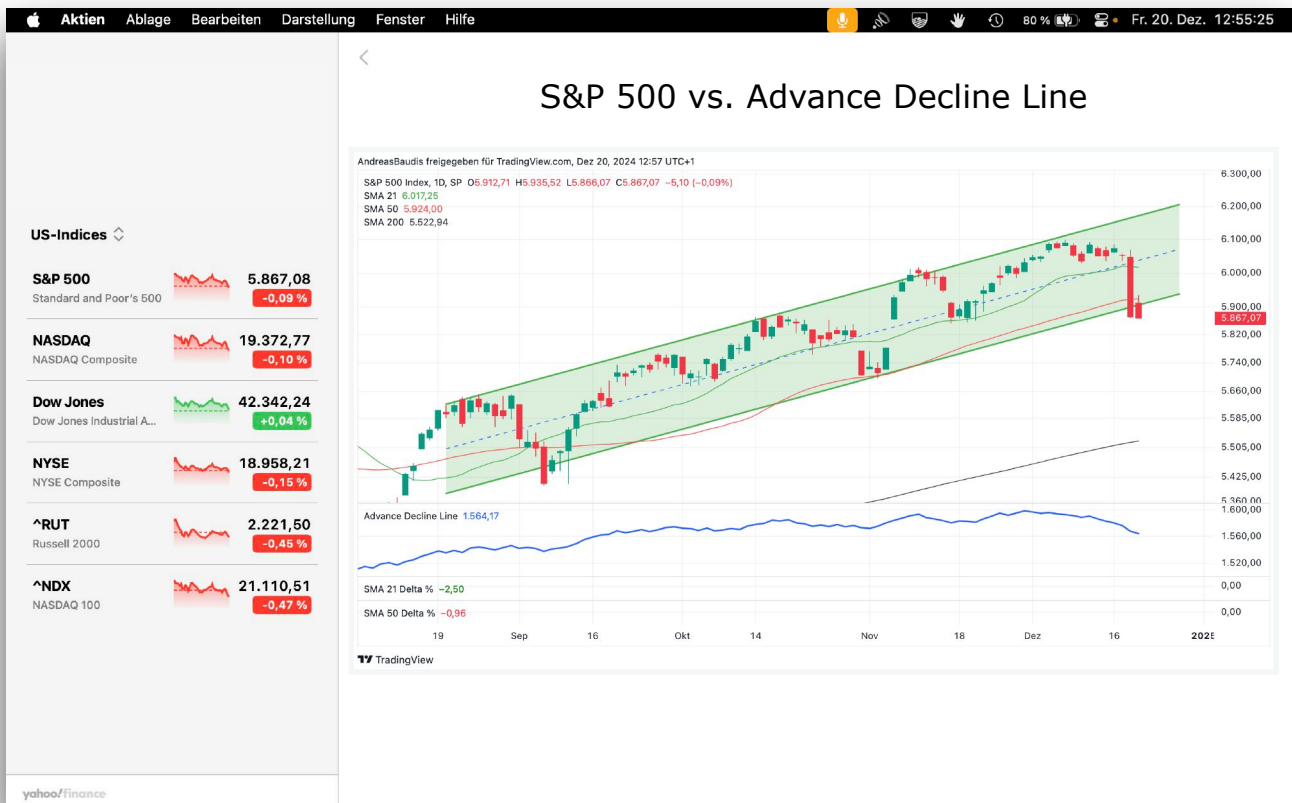 Aktien Ablage Bearbeiten Darstellung Fenster Hilfe 80 % Fr. 20. Dez. 12:55:25
S&P 500 vs. Advance Decline Line
US-Indices
S&P 500 5.867,08
Standard and Poor's 500 -0,09 %
NASDAQ 19.372,77
NASDAQ Composite -0,10 %
Dow Jones 42.342,24
Dow Jones Industrial A... +0,04 %
NYSE 18.958,21
NYSE Composite -0,15 %
^RUT 2.221,50
Russell 2000 -0,45 %
^NDX 21.110,51
NASDAQ 100 -0,47 %
yahoo!finance
AndreasBaudis freigegeben für TradingView.com, Dez 20, 2024 12:57 UTC+1
S&P 500 Index, 1D, SP O5.912,71 H5.935,52 L5.866,07 C5.867,07 −5,10 (−0,09%)
SMA 21 6.017,25
SMA 50 5.924,00
SMA 200 5.522,94
6.300,00
6.200,00
6.100,00
6.000,00
5.900,00
5.867,07
5.820,00
5.740,00
5.660,00
5.585,00
5.505,00
5.425,00
5.360,00
Advance Decline Line 1.564,17
1.600,00
1.560,00
1.520,00
SMA 21 Delta % −2,50
0,00
SMA 50 Delta % −0,96
0,00
19 Sep 16 Okt 14 Nov 18 Dez 16 2025
TradingView